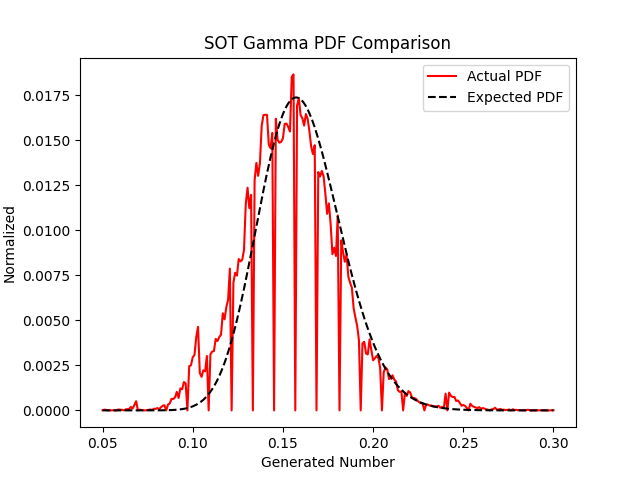 SOT Gamma PDF Comparison
Actual PDF
Expected PDF
Normalized
0.0175
0.0150
0.0125
0.0100
0.0075
0.0050
0.0025
0.0000
0.05 0.10 0.15 0.20 0.25 0.30
Generated Number